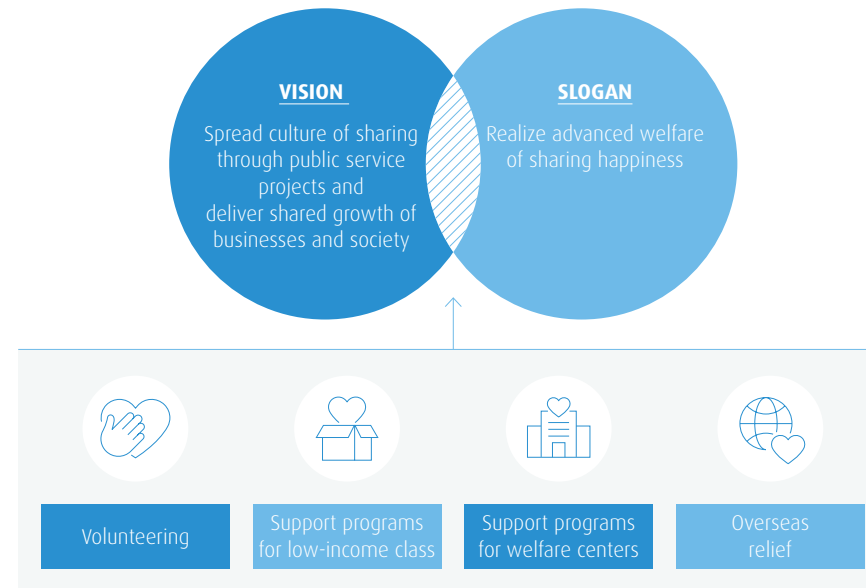 VISION
Spread culture of sharing
through public service
projects and
deliver shared growth of
businesses and society
SLOGAN
Realize advanced welfare
of sharing happiness
Volunteering
Support programs
for low-income class
Support programs
for welfare centers
Overseas
relief